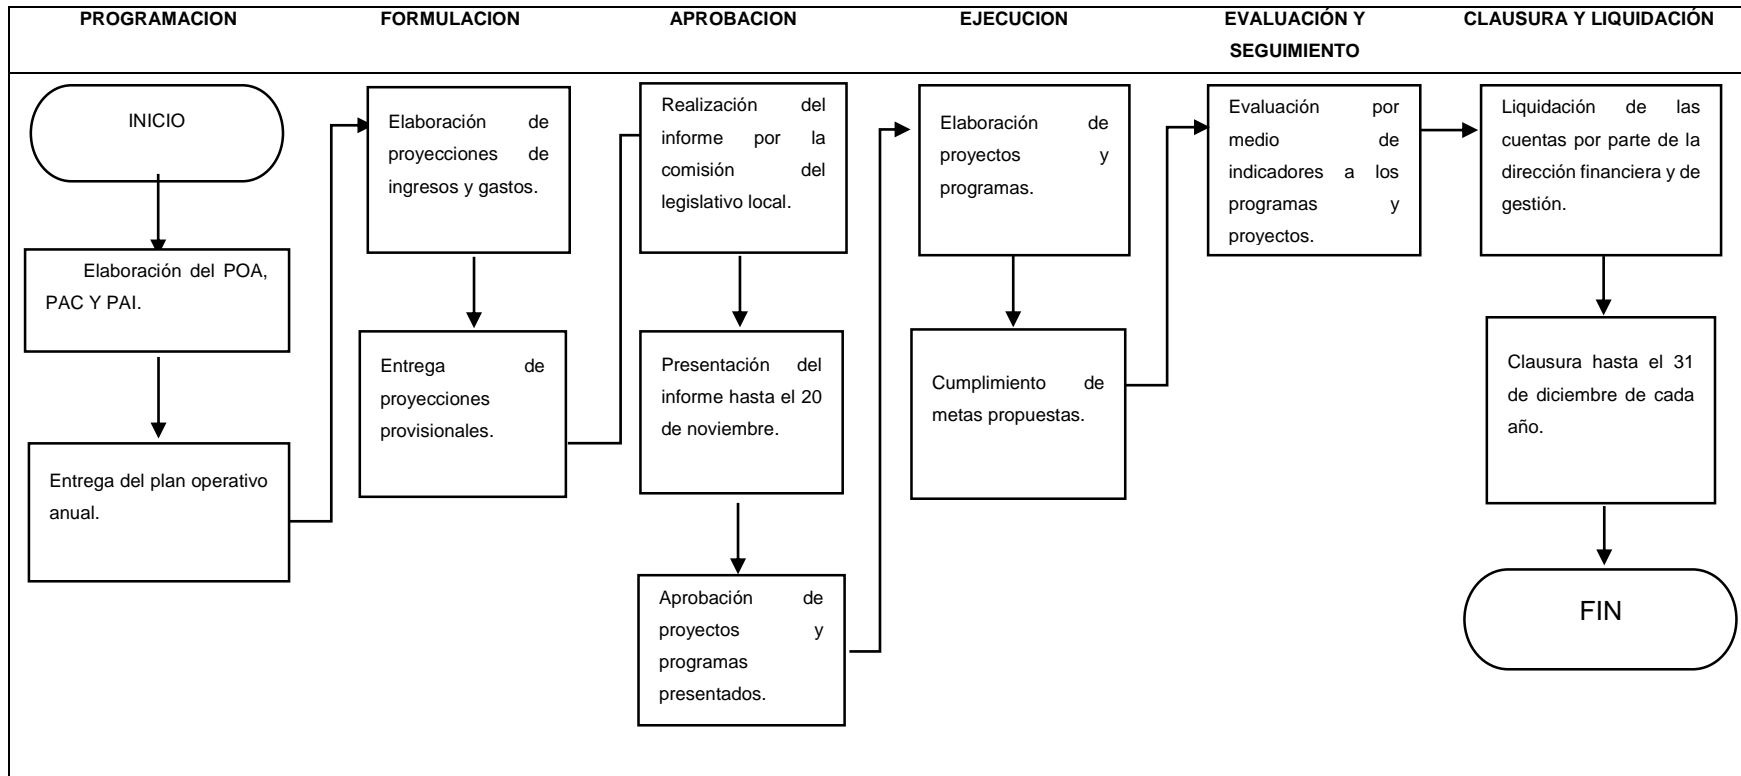 PROGRAMACION
FORMULACION
APROBACION
EJECUCION
EVALUACIÓN Y
SEGUIMIENTO
CLAUSURA Y LIQUIDACIÓN
INICIO
Elaboración del POA,
PAC Y PAI.
Entrega del plan operativo
anual.
Elaboración de
proyecciones de
ingresos y gastos.
Entrega de
proyecciones
provisionales.
Realización del
informe por la
comisión del
legislativo local.
Presentación del
informe hasta el 20
de noviembre.
Aprobación de
proyectos y
programas
presentados.
Elaboración de
proyectos y
programas.
Cumplimiento de
metas propuestas.
Evaluación por
medio de
indicadores a los
programas y
proyectos.
Liquidación de las
cuentas por parte de la
dirección financiera y de
gestión.
Clausura hasta el 31
de diciembre de cada
año.
FIN